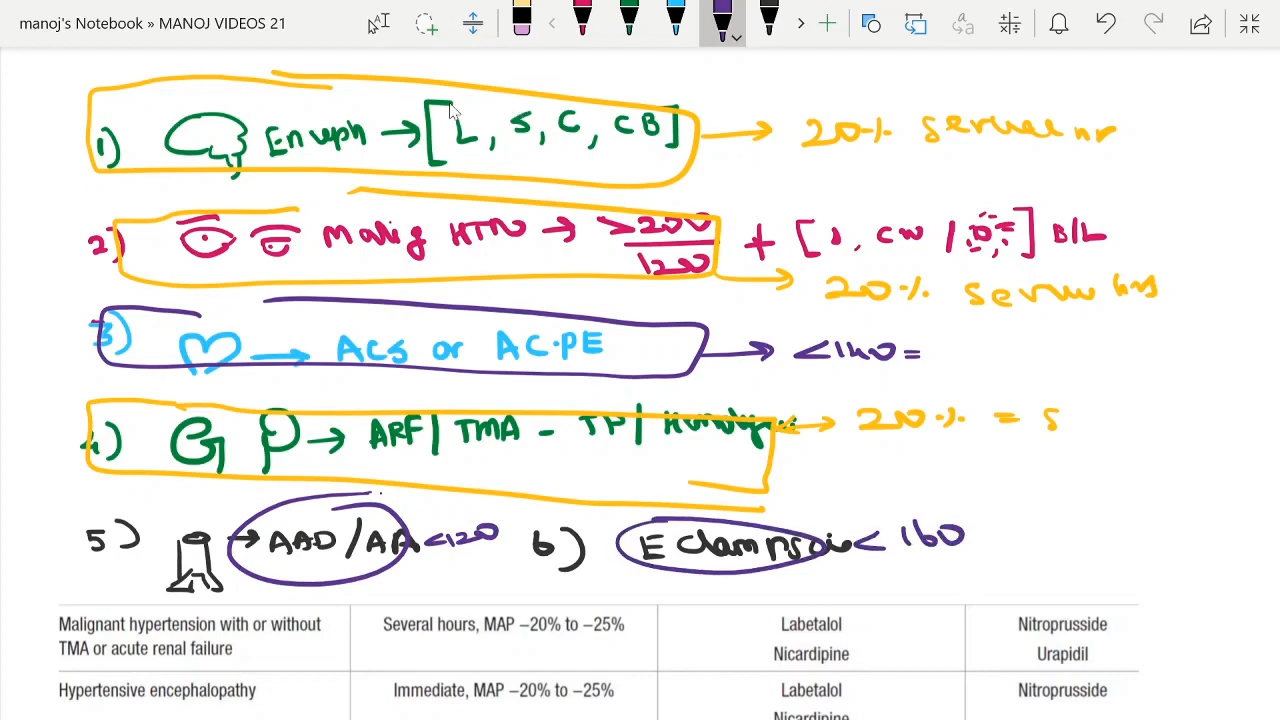 manoj's Notebook » MANOJ VIDEOS 21
1) Enceph → [L, S, C, CB] → 20%
2) Malig HTN → >200/120 + [ , CW / ] B/L
→ 20%
3) → ACS or AC.PE → <140 =
4) → ARF | TMA - TP | → 20% = S
5) → AAD / AA <120 6) Eclampsia < 160
Malignant hypertension with or without TMA or acute renal failure Several hours, MAP –20% to –25% Labetalol Nicardipine Nitroprusside Urapidil
Hypertensive encephalopathy Immediate, MAP –20% to –25% Labetalol Nicardipine Nitroprusside